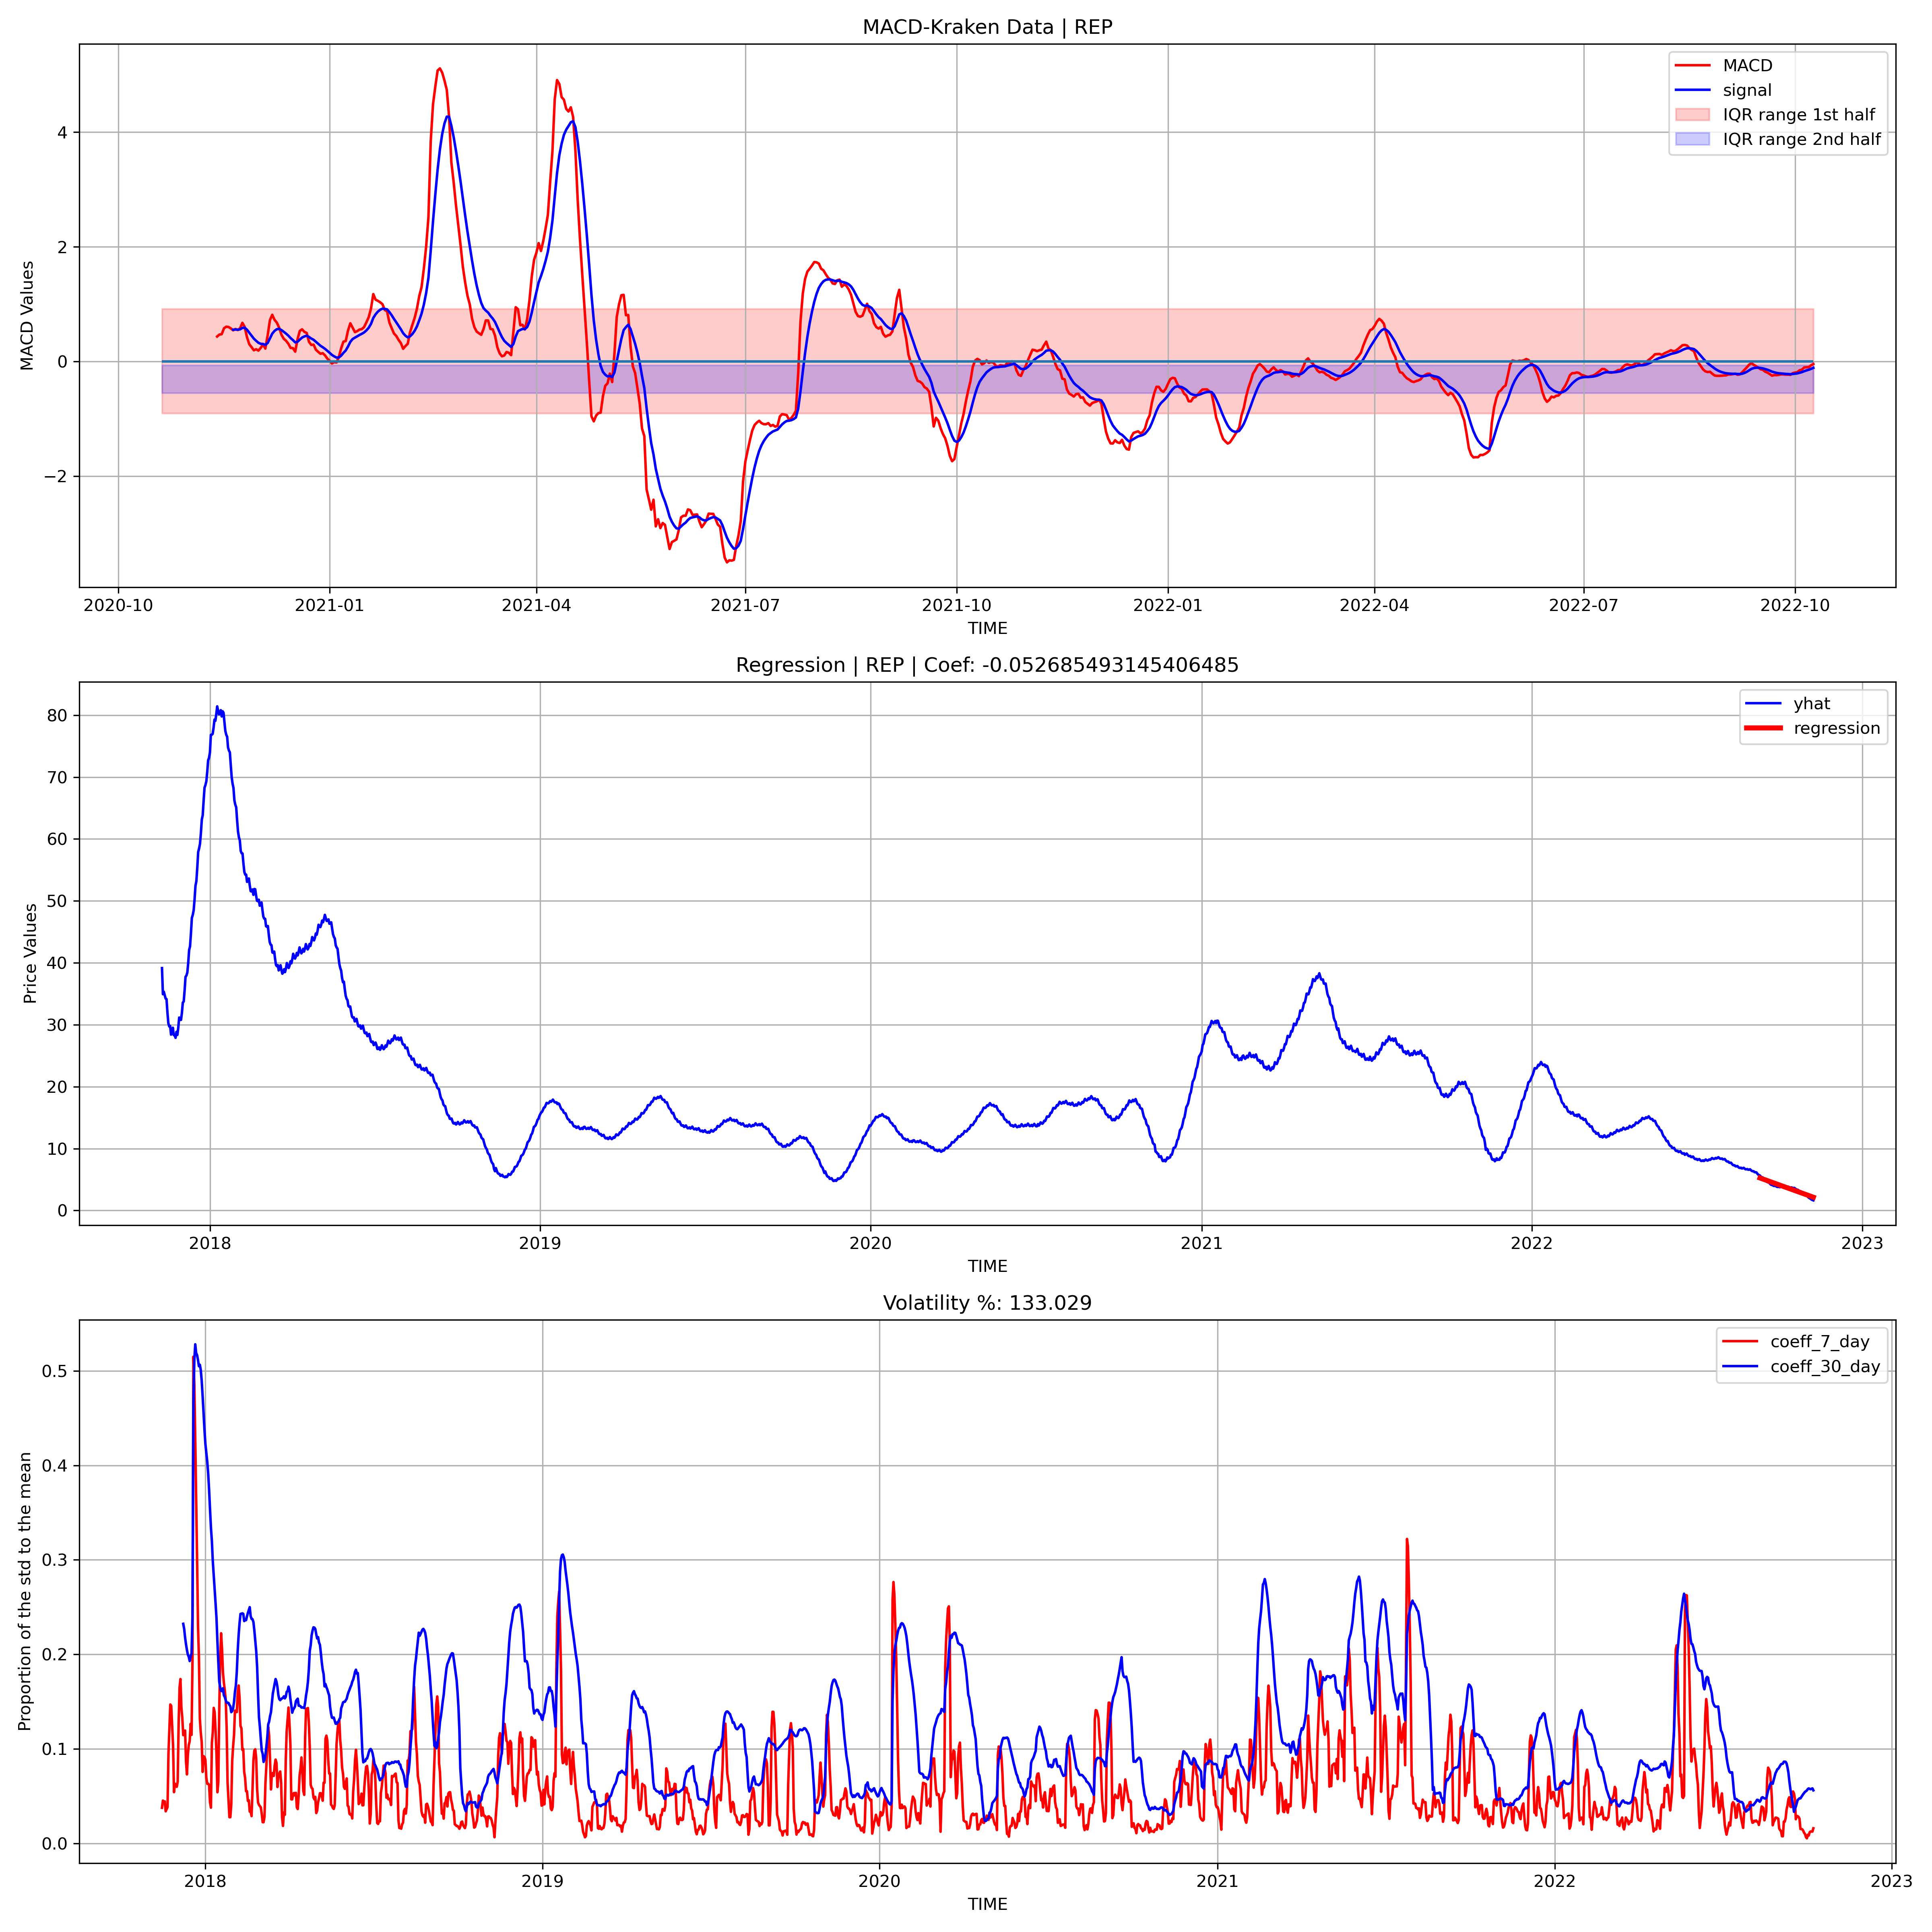 MACD-Kraken Data | REP
MACD
signal
IQR range 1st half
IQR range 2nd half
MACD Values
4
2
0
−2
2020-10 2021-01 2021-04 2021-07 2021-10 2022-01 2022-04 2022-07 2022-10
TIME
Regression | REP | Coef: -0.052685493145406485
yhat
regression
Price Values
80
70
60
50
40
30
20
10
0
2018 2019 2020 2021 2022 2023
TIME
Volatility %: 133.029
coeff_7_day
coeff_30_day
Proportion of the std to the mean
0.5
0.4
0.3
0.2
0.1
0.0
2018 2019 2020 2021 2022 2023
TIME